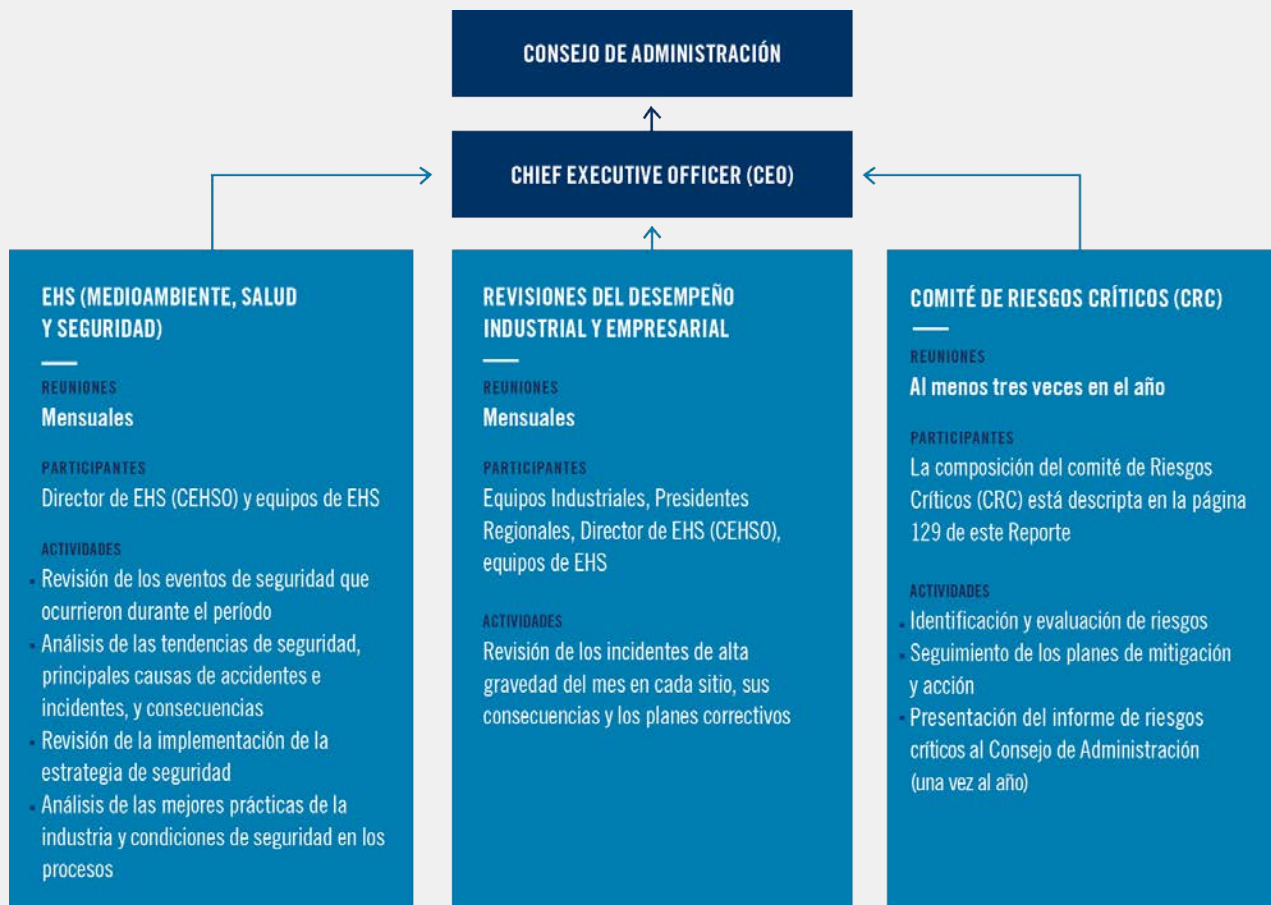 CONSEJO DE ADMINISTRACIÓN
CHIEF EXECUTIVE OFFICER (CEO)
EHS (MEDIOAMBIENTE, SALUD
Y SEGURIDAD)
REUNIONES
Mensuales
PARTICIPANTES
Director de EHS (CEHSO) y equipos de EHS
ACTIVIDADES
• Revisión de los eventos de seguridad que
ocurrieron durante el período
• Análisis de las tendencias de seguridad,
principales causas de accidentes e
incidentes, y consecuencias
• Revisión de la implementación de la
estrategia de seguridad
• Análisis de las mejores prácticas de la
industria y condiciones de seguridad en los
procesos
REVISIONES DEL DESEMPEÑO
INDUSTRIAL Y EMPRESARIAL
REUNIONES
Mensuales
PARTICIPANTES
Equipos Industriales, Presidentes
Regionales, Director de EHS (CEHSO),
equipos de EHS
ACTIVIDADES
Revisión de los incidentes de alta
gravedad del mes en cada sitio, sus
consecuencias y los planes correctivos
COMITÉ DE RIESGOS CRÍTICOS (CRC)
REUNIONES
Al menos tres veces en el año
PARTICIPANTES
La composición del comité de Riesgos
Críticos (CRC) está descripta en la página
129 de este Reporte
ACTIVIDADES
• Identificación y evaluación de riesgos
• Seguimiento de los planes de mitigación
y acción
• Presentación del informe de riesgos
críticos al Consejo de Administración
(una vez al año)